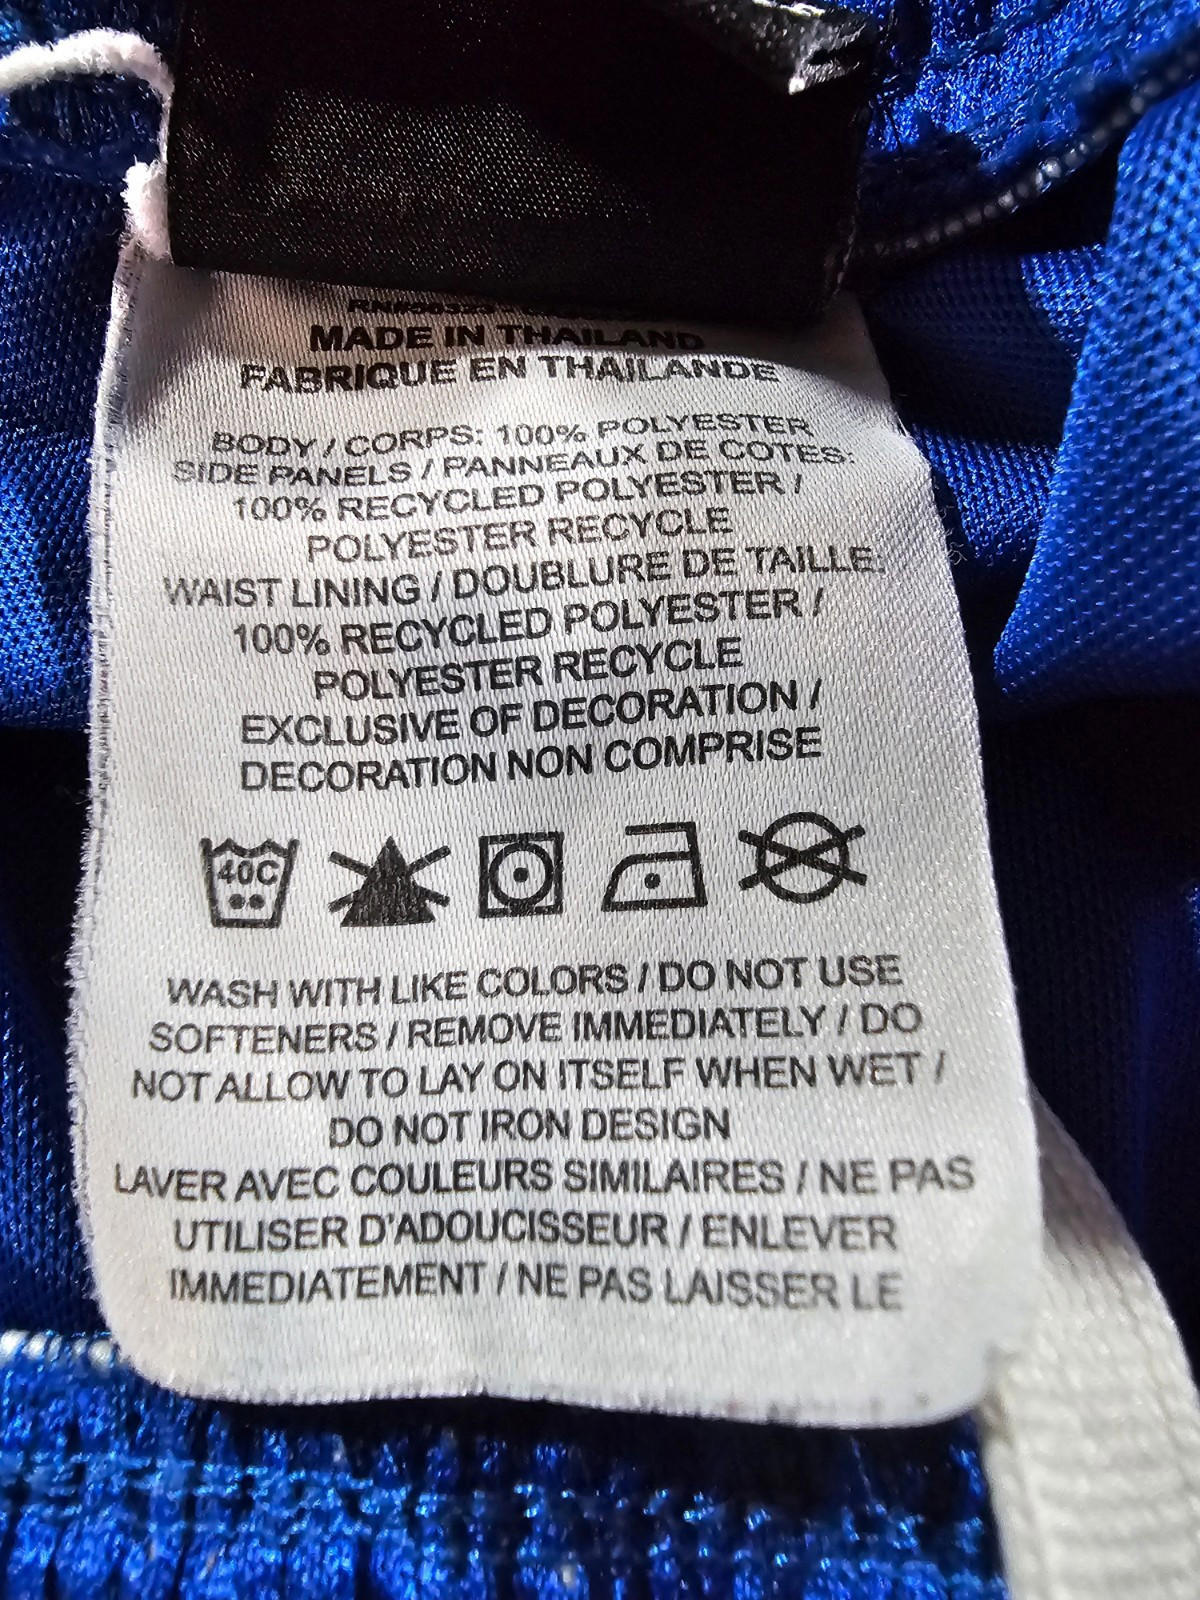 MADE IN THAILAND
FABRIQUE EN THAILANDE
BODY / CORPS: 100% POLYESTER
SIDE PANELS / PANNEAUX DE COTES:
100% RECYCLED POLYESTER /
POLYESTER RECYCLE
WAIST LINING / DOUBLURE DE TAILLE:
100% RECYCLED POLYESTER /
POLYESTER RECYCLE
EXCLUSIVE OF DECORATION /
DECORATION NON COMPRISE
40C
WASH WITH LIKE COLORS / DO NOT USE
SOFTENERS / REMOVE IMMEDIATELY / DO
NOT ALLOW TO LAY ON ITSELF WHEN WET /
DO NOT IRON DESIGN
LAVER AVEC COULEURS SIMILAIRES / NE PAS
UTILISER D'ADOUCISSEUR / ENLEVER
IMMEDIATEMENT / NE PAS LAISSER LE